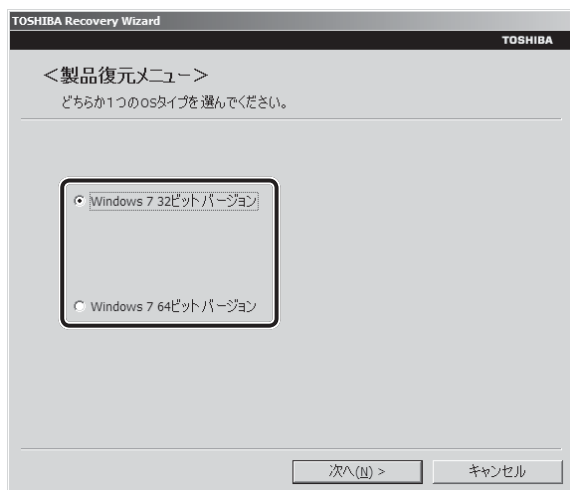 TOSHIBA Recovery Wizard
TOSHIBA
＜製品復元メニュー＞
どちらか1つのOSタイプを選んでください。
Windows 7 32ビットバージョン
Windows 7 64ビットバージョン
次へ(N) >
キャンセル